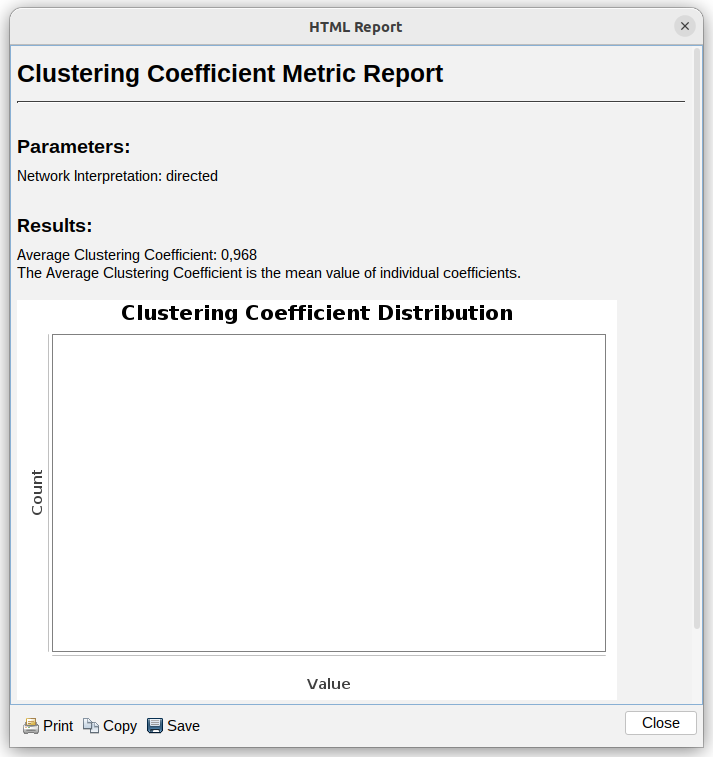 HTML Report
Clustering Coefficient Metric Report
Parameters:
Network Interpretation: directed
Results:
Average Clustering Coefficient: 0,968
The Average Clustering Coefficient is the mean value of individual coefficients.
Clustering Coefficient Distribution
Count
Value
Print Copy Save Close